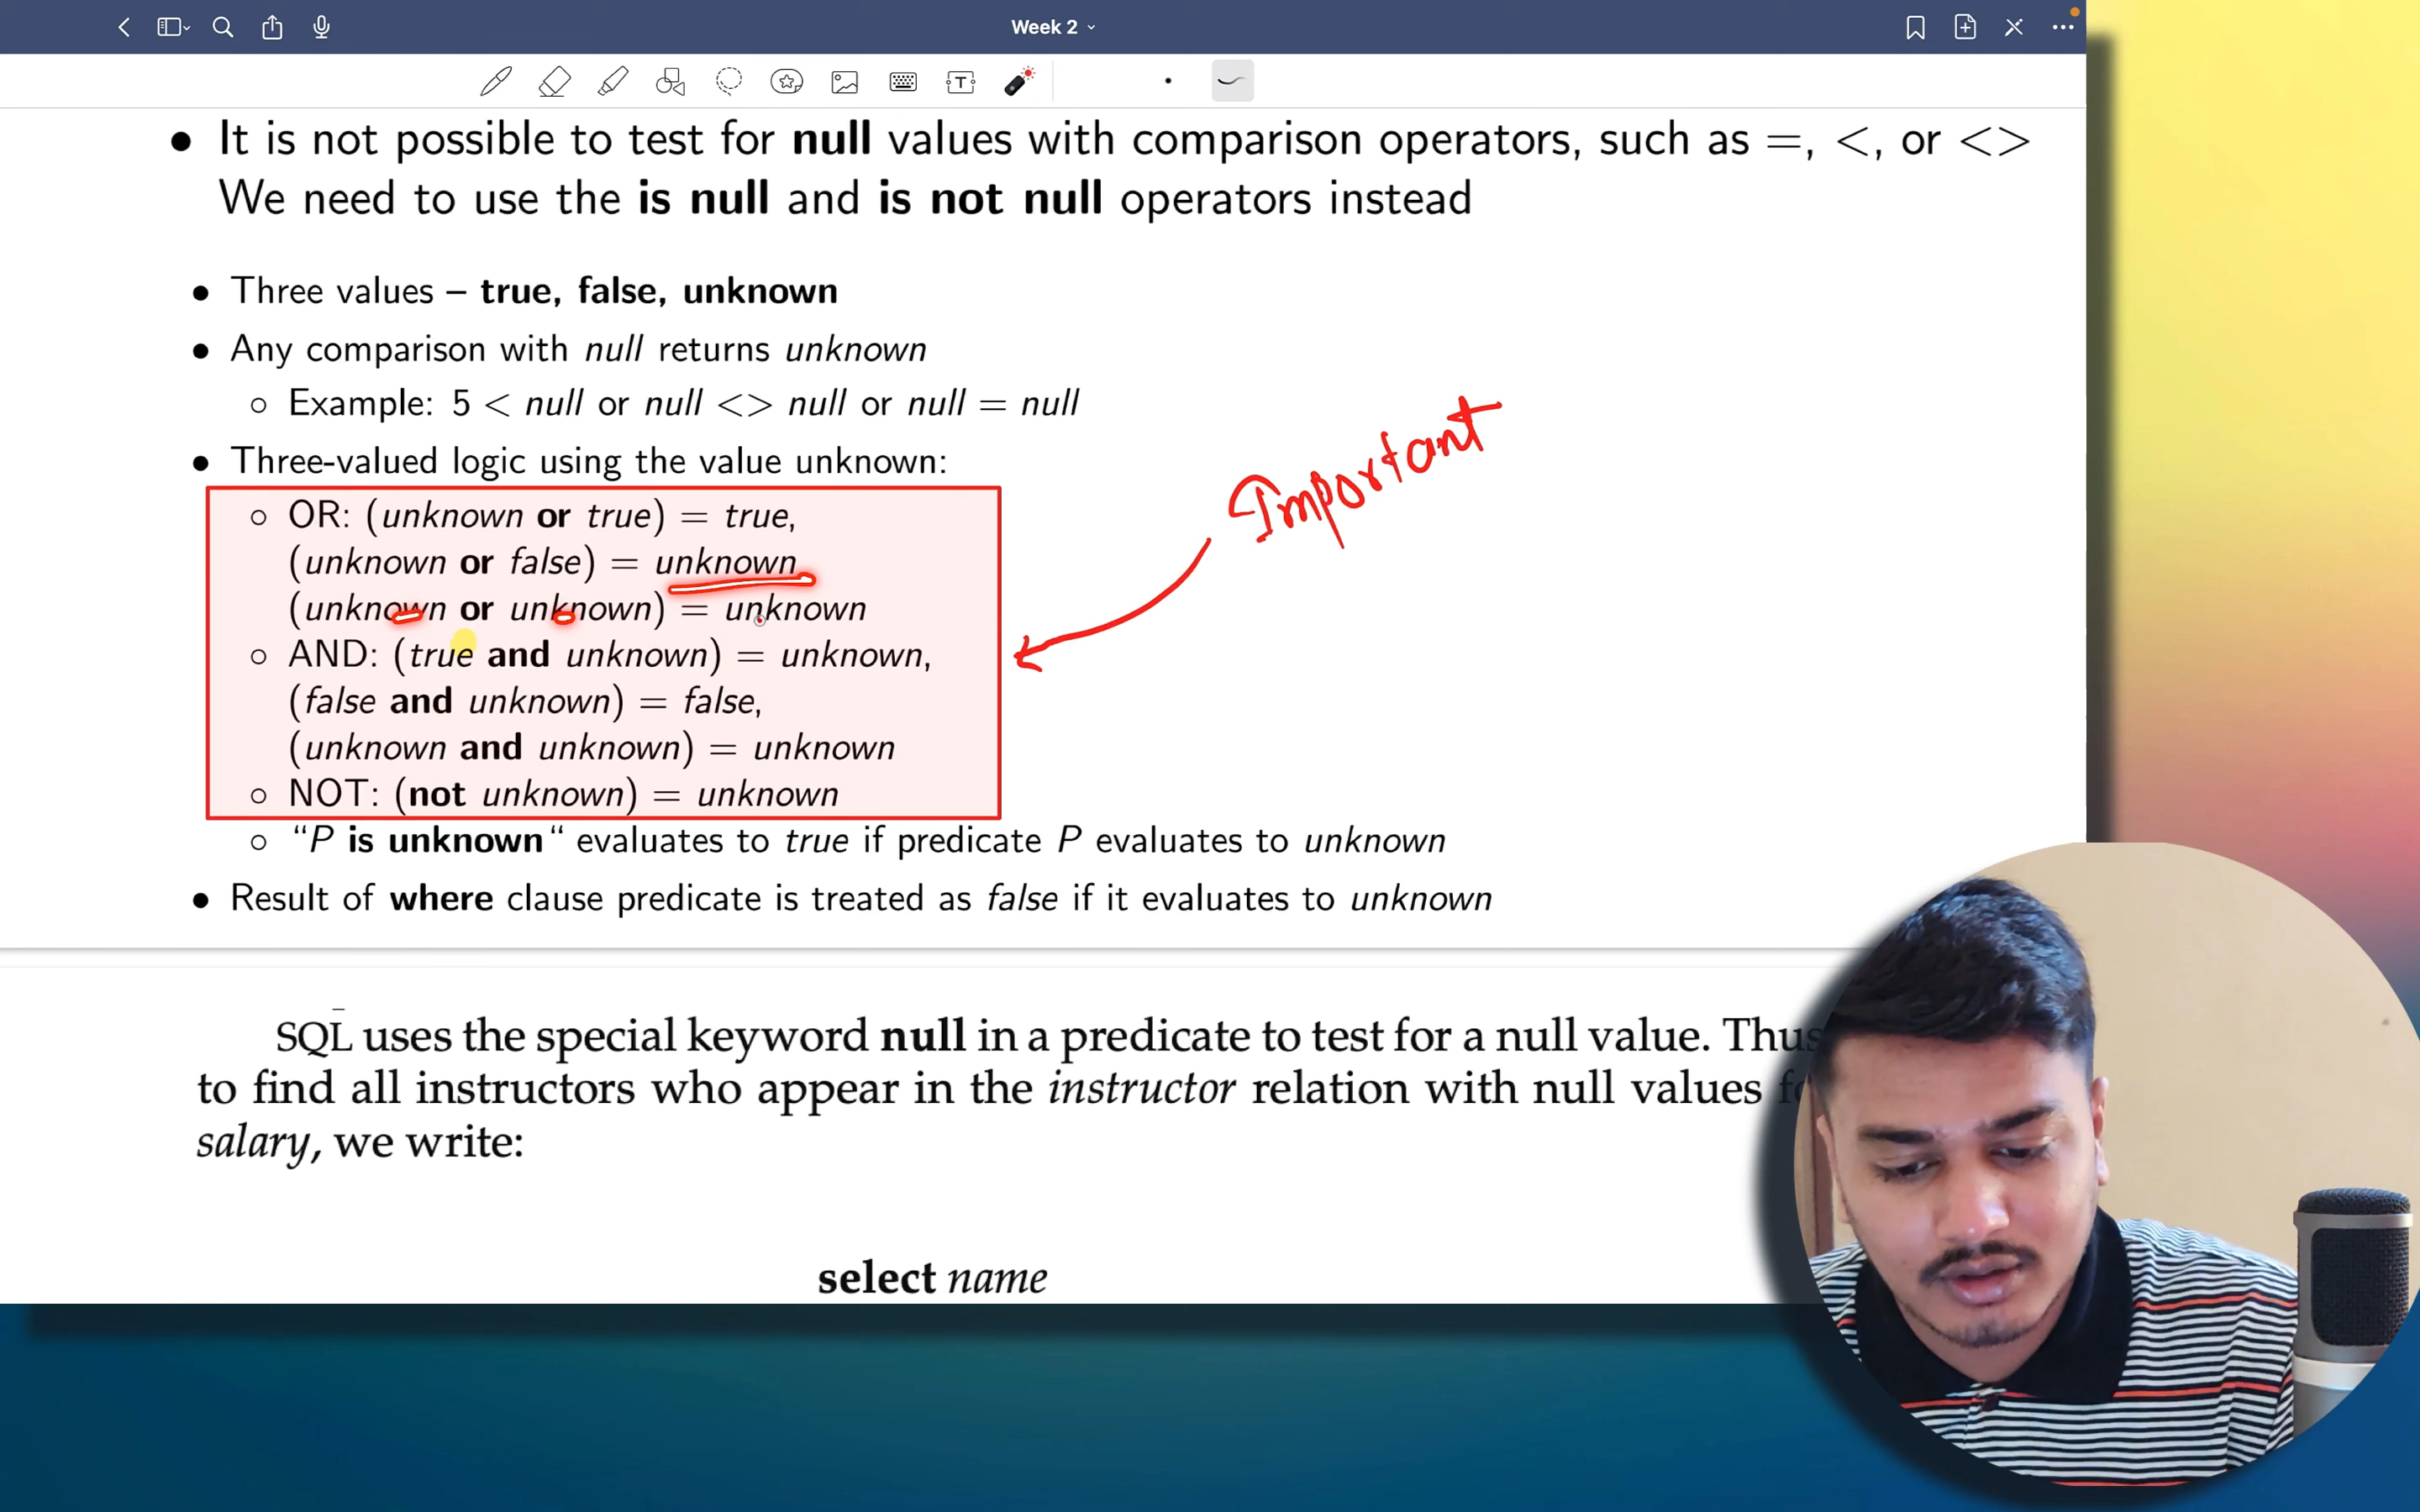 Week 2
• It is not possible to test for null values with comparison operators, such as =, <, or <>
We need to use the is null and is not null operators instead
• Three values – true, false, unknown
• Any comparison with null returns unknown
○ Example: 5 < null or null <> null or null = null
• Three-valued logic using the value unknown:
○ OR: (unknown or true) = true,
(unknown or false) = unknown
(unknown or unknown) = unknown
○ AND: (true and unknown) = unknown,
(false and unknown) = false,
(unknown and unknown) = unknown
○ NOT: (not unknown) = unknown
Important
○ “P is unknown“ evaluates to true if predicate P evaluates to unknown
• Result of where clause predicate is treated as false if it evaluates to unknown
SQL uses the special keyword null in a predicate to test for a null value. Thus
to find all instructors who appear in the instructor relation with null values
salary, we write:
select name